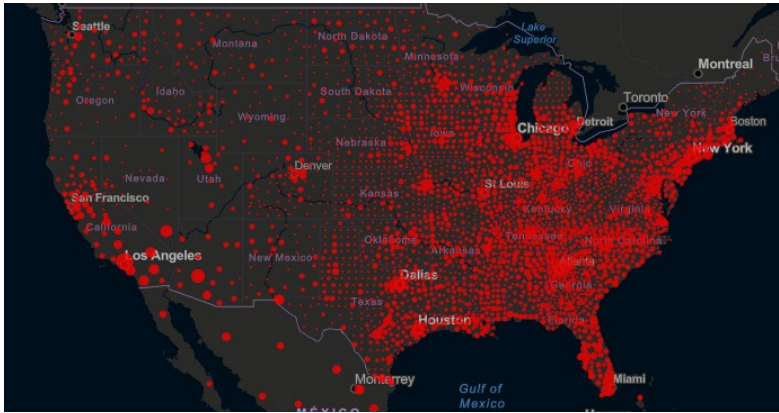 Seattle
Lake
Superior
North Dakota
Montana
Minnesota
Montreal
Toronto
Oregon
Idaho
South Dakota
Wisconsin
Wyoming
New York
Boston
Chicago
Detroit
Iowa
Nebraska
New York
Ohio
Denver
Nevada
Utah
St Louis
Kansas
San Francisco
Kentucky
Virginia
California
Tennessee
North Carolina
Oklahoma
Arkansas
Los Angeles
New Mexico
Atlanta
Dallas
Georgia
Texas
Houston
Florida
Monterrey
Miami
Gulf of
Mexico
MÉXICO